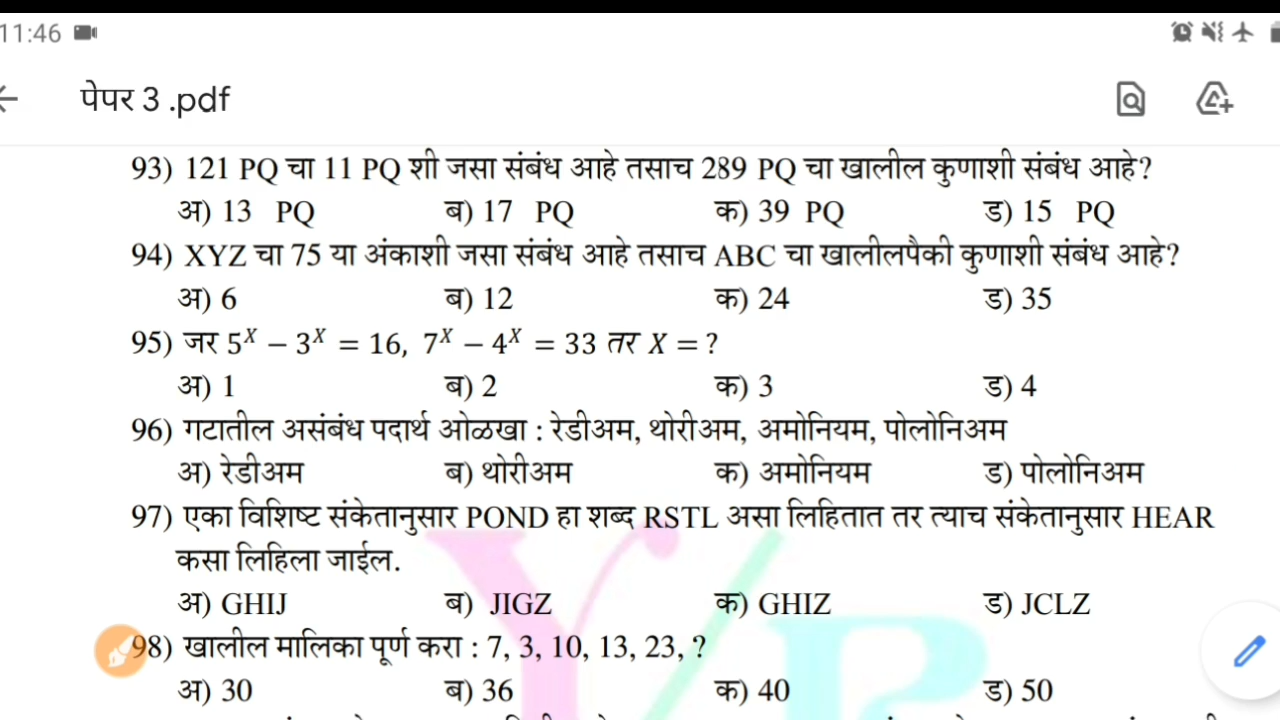 11:46
पेपर 3 .pdf
93) 121 PQ चा 11 PQ शी जसा संबंध आहे तसाच 289 PQ चा खालील कुणाशी संबंध आहे?
अ) 13 PQ ब) 17 PQ क) 39 PQ ड) 15 PQ
94) XYZ चा 75 या अंकाशी जसा संबंध आहे तसाच ABC चा खालीलपैकी कुणाशी संबंध आहे?
अ) 6 ब) 12 क) 24 ड) 35
95) जर 5ˣ − 3ˣ = 16, 7ˣ − 4ˣ = 33 तर X = ?
अ) 1 ब) 2 क) 3 ड) 4
96) गटातील असंबंध पदार्थ ओळखा : रेडीअम, थोरीअम, अमोनियम, पोलोनिअम
अ) रेडीअम ब) थोरीअम क) अमोनियम ड) पोलोनिअम
97) एका विशिष्ट संकेतानुसार POND हा शब्द RSTL असा लिहितात तर त्याच संकेतानुसार HEAR
कसा लिहिला जाईल.
अ) GHIJ ब) JIGZ क) GHIZ ड) JCLZ
98) खालील मालिका पूर्ण करा : 7, 3, 10, 13, 23, ?
अ) 30 ब) 36 क) 40 ड) 50